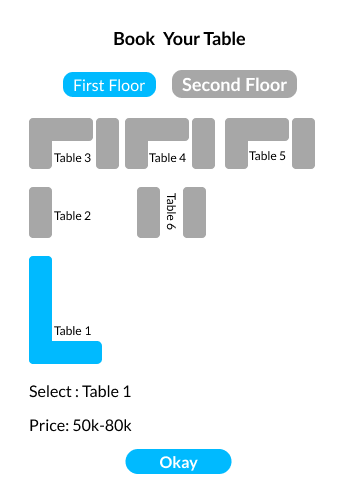 Book Your Table
First Floor
Second Floor
Table 3
Table 4
Table 5
Table 2
Table 6
Table 1
Select : Table 1
Price: 50k-80k
Okay